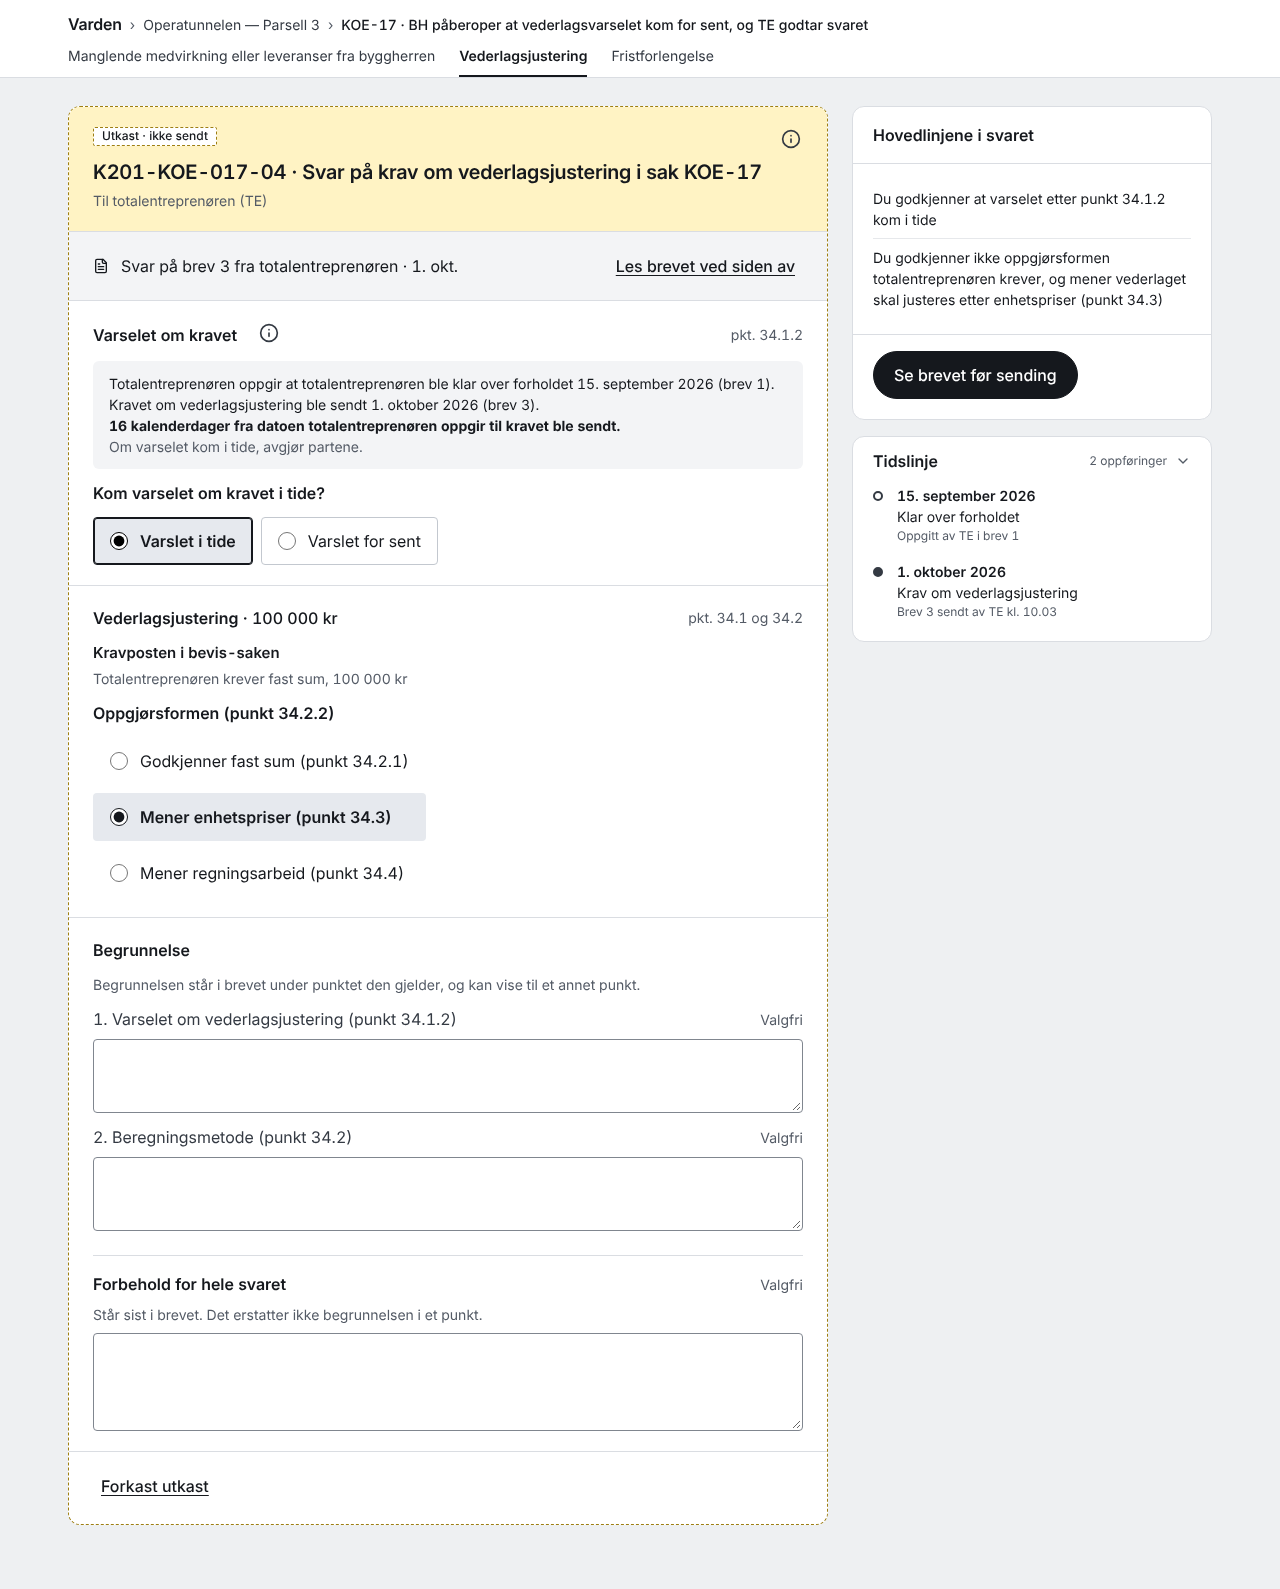 Varden › Operatunnelen — Parsell 3 › KOE-17 · BH påberoper at vederlagsvarselet kom for sent, og TE godtar svaret
Manglende medvirkning eller leveranser fra byggherren Vederlagsjustering Fristforlengelse
Utkast · ikke sendt
K201-KOE-017-04 · Svar på krav om vederlagsjustering i sak KOE-17
Til totalentreprenøren (TE)
Svar på brev 3 fra totalentreprenøren · 1. okt. Les brevet ved siden av
Varselet om kravet pkt. 34.1.2
Totalentreprenøren oppgir at totalentreprenøren ble klar over forholdet 15. september 2026 (brev 1).
Kravet om vederlagsjustering ble sendt 1. oktober 2026 (brev 3).
16 kalenderdager fra datoen totalentreprenøren oppgir til kravet ble sendt.
Om varselet kom i tide, avgjør partene.
Kom varselet om kravet i tide?
Varslet i tide Varslet for sent
Vederlagsjustering · 100 000 kr pkt. 34.1 og 34.2
Kravposten i bevis-saken
Totalentreprenøren krever fast sum, 100 000 kr
Oppgjørsformen (punkt 34.2.2)
Godkjenner fast sum (punkt 34.2.1)
Mener enhetspriser (punkt 34.3)
Mener regningsarbeid (punkt 34.4)
Begrunnelse
Begrunnelsen står i brevet under punktet den gjelder, og kan vise til et annet punkt.
1. Varselet om vederlagsjustering (punkt 34.1.2) Valgfri
2. Beregningsmetode (punkt 34.2) Valgfri
Forbehold for hele svaret Valgfri
Står sist i brevet. Det erstatter ikke begrunnelsen i et punkt.
Forkast utkast
Hovedlinjene i svaret
Du godkjenner at varselet etter punkt 34.1.2
kom i tide
Du godkjenner ikke oppgjørsformen
totalentreprenøren krever, og mener vederlaget
skal justeres etter enhetspriser (punkt 34.3)
Se brevet før sending
Tidslinje 2 oppføringer
15. september 2026
Klar over forholdet
Oppgitt av TE i brev 1
1. oktober 2026
Krav om vederlagsjustering
Brev 3 sendt av TE kl. 10.03